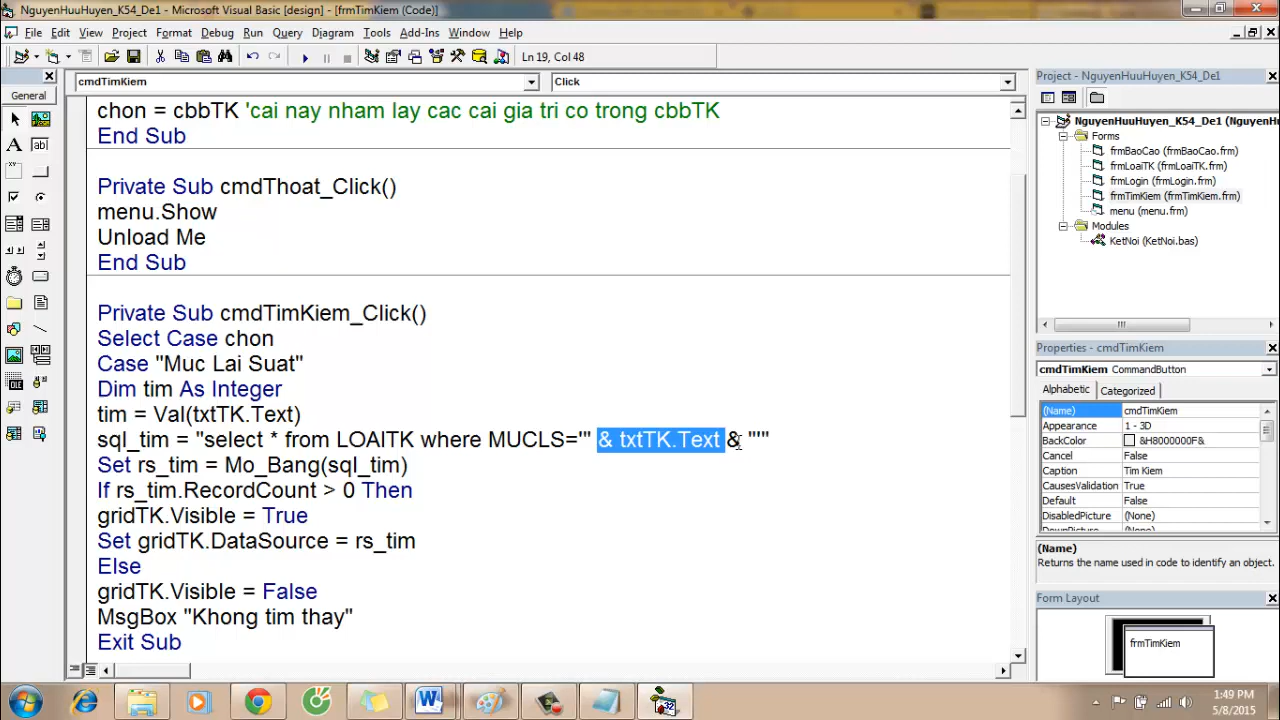 NguyenHuuHuyen_K54_De1 - Microsoft Visual Basic [design] - [frmTimKiem (Code)]
File Edit View Project Format Debug Run Query Diagram Tools Add-Ins Window Help
Ln 19, Col 48
cmdTimKiem
Click
General
chon = cbbTK 'cai nay nham lay cac cai gia tri co trong cbbTK
End Sub
Private Sub cmdThoat_Click()
menu.Show
Unload Me
End Sub
Private Sub cmdTimKiem_Click()
Select Case chon
Case "Muc Lai Suat"
Dim tim As Integer
tim = Val(txtTK.Text)
sql_tim = "select * from LOAITK where MUCLS='" & txtTK.Text & "'"
Set rs_tim = Mo_Bang(sql_tim)
If rs_tim.RecordCount > 0 Then
gridTK.Visible = True
Set gridTK.DataSource = rs_tim
Else
gridTK.Visible = False
MsgBox "Khong tim thay"
Exit Sub
Project - NguyenHuuHuyen_K54_De1
NguyenHuuHuyen_K54_De1 (NguyenH
Forms
frmBaoCao (frmBaoCao.frm)
frmLoaiTK (frmLoaiTK.frm)
frmLogin (frmLogin.frm)
frmTimKiem (frmTimKiem.frm)
menu (menu.frm)
Modules
KetNoi (KetNoi.bas)
Properties - cmdTimKiem
cmdTimKiem CommandButton
Alphabetic Categorized
(Name) cmdTimKiem
Appearance 1 - 3D
BackColor &H8000000F&
Cancel False
Caption Tim Kiem
CausesValidation True
Default False
DisabledPicture (None)
(Name)
Returns the name used in code to identify an object.
Form Layout
frmTimKiem
1:49 PM
5/8/2015